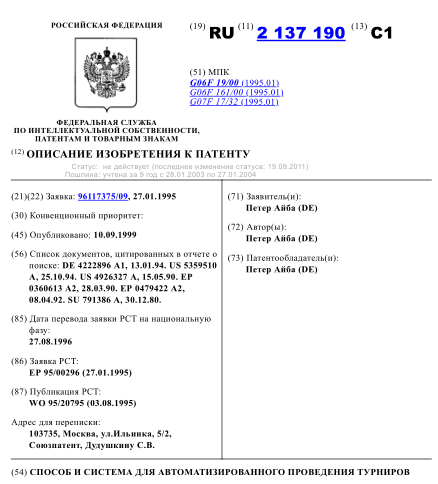 РОССИЙСКАЯ ФЕДЕРАЦИЯ
(19) RU (11) 2 137 190 (13) C1
(51) МПК
G06F 19/00 (1995.01)
G06F 161/00 (1995.01)
G07F 17/32 (1995.01)
ФЕДЕРАЛЬНАЯ СЛУЖБА
ПО ИНТЕЛЛЕКТУАЛЬНОЙ СОБСТВЕННОСТИ,
ПАТЕНТАМ И ТОВАРНЫМ ЗНАКАМ
(12) ОПИСАНИЕ ИЗОБРЕТЕНИЯ К ПАТЕНТУ
Статус: не действует (последнее изменение статуса: 19.09.2011)
Пошлина: учтена за 9 год с 28.01.2003 по 27.01.2004
(21)(22) Заявка: 96117375/09, 27.01.1995
(30) Конвенционный приоритет:
(45) Опубликовано: 10.09.1999
(56) Список документов, цитированных в отчете о
поиске: DE 4222896 A1, 13.01.94. US 5359510
A, 25.10.94. US 4926327 A, 15.05.90. EP
0360613 A2, 28.03.90. EP 0479422 A2,
08.04.92. SU 791386 A, 30.12.80.
(85) Дата перевода заявки PCT на национальную
фазу:
27.08.1996
(86) Заявка PCT:
EP 95/00296 (27.01.1995)
(87) Публикация PCT:
WO 95/20795 (03.08.1995)
Адрес для переписки:
103735, Москва, ул.Ильинка, 5/2,
Союзпатент, Дудушкину С.В.
(71) Заявитель(и):
Петер Айба (DE)
(72) Автор(ы):
Петер Айба (DE)
(73) Патентообладатель(и):
Петер Айба (DE)
(54) СПОСОБ И СИСТЕМА ДЛЯ АВТОМАТИЗИРОВАННОГО ПРОВЕДЕНИЯ ТУРНИРОВ